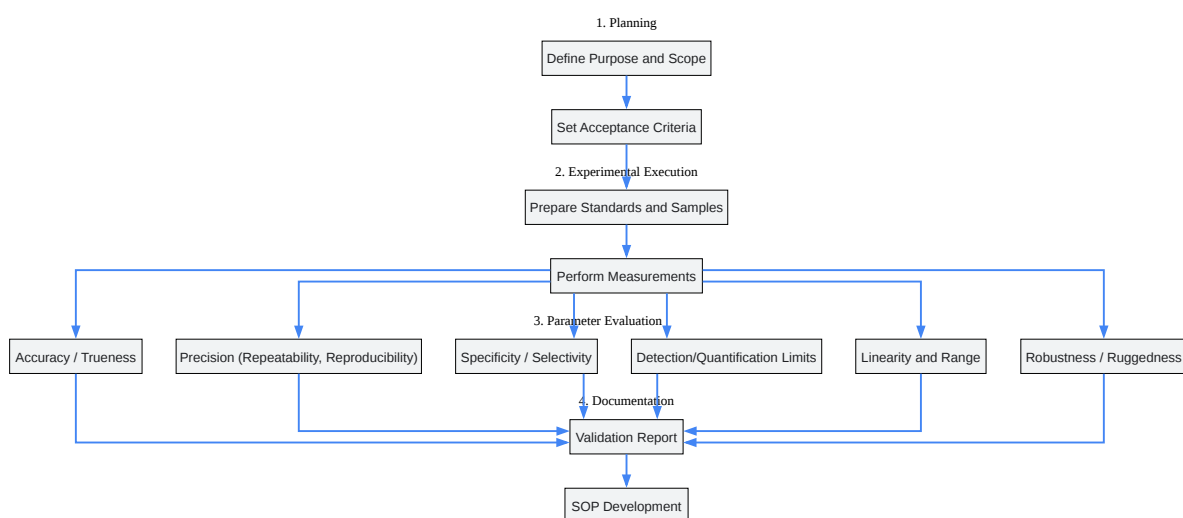 1. Planning
Define Purpose and Scope
Set Acceptance Criteria
2. Experimental Execution
Prepare Standards and Samples
Perform Measurements
3. Parameter Evaluation
Accuracy / Trueness
Precision (Repeatability, Reproducibility)
Specificity / Selectivity
Detection/Quantification Limits
Linearity and Range
Robustness / Ruggedness
4. Documentation
Validation Report
SOP Development